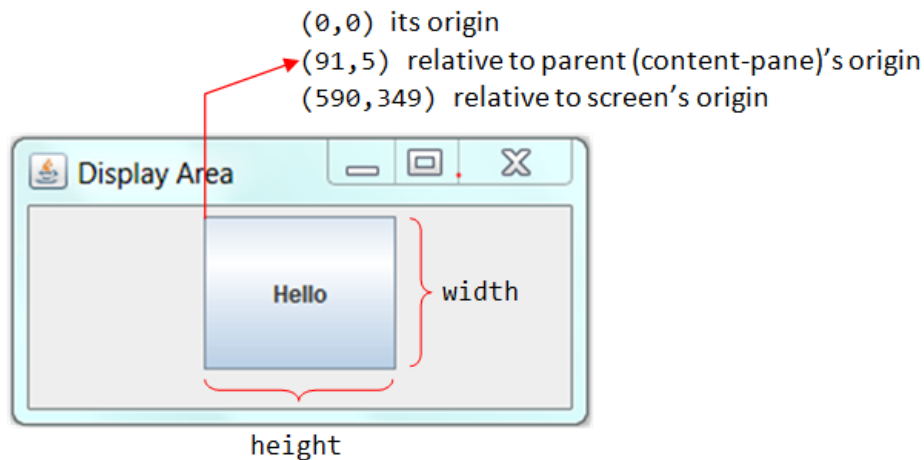 (0,0) its origin
(91,5) relative to parent (content-pane)'s origin
(590,349) relative to screen's origin
Display Area
Hello
width
height